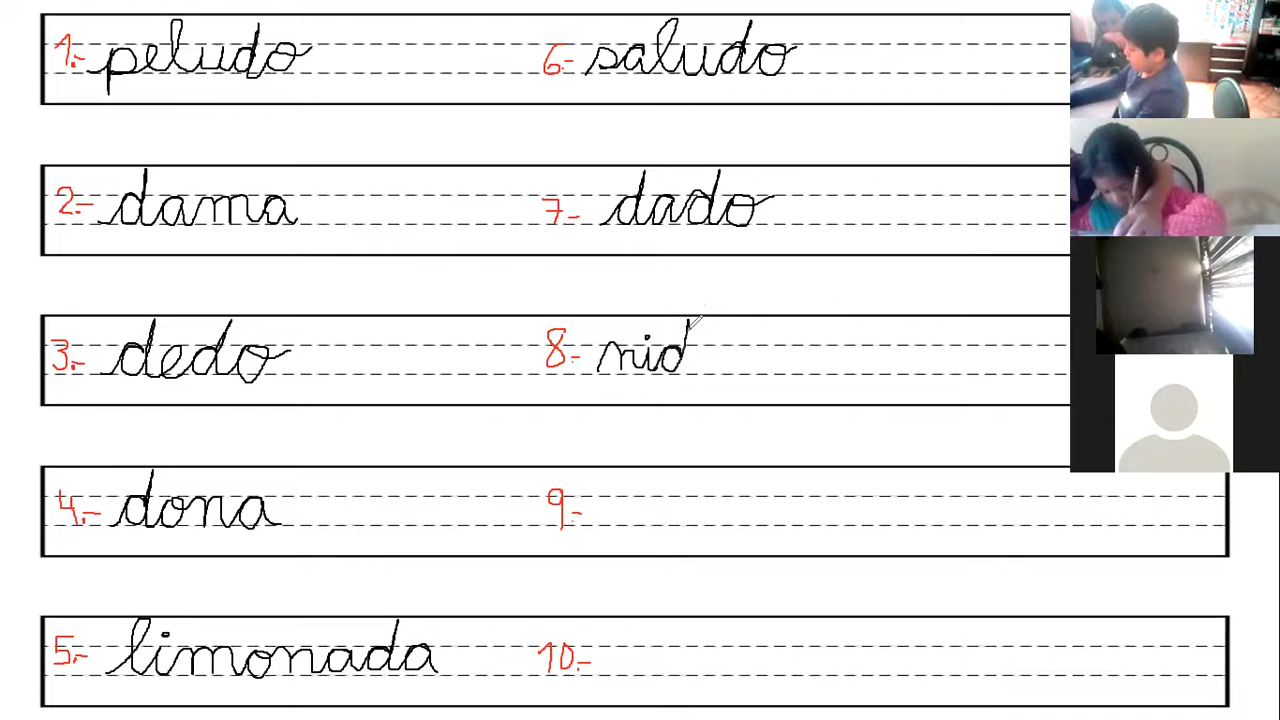 1.- peludo
2.- dama
3.- dedo
4.- dona
5.- limonada
6.- saludo
7.- dado
8.- nid
9.-
10.-